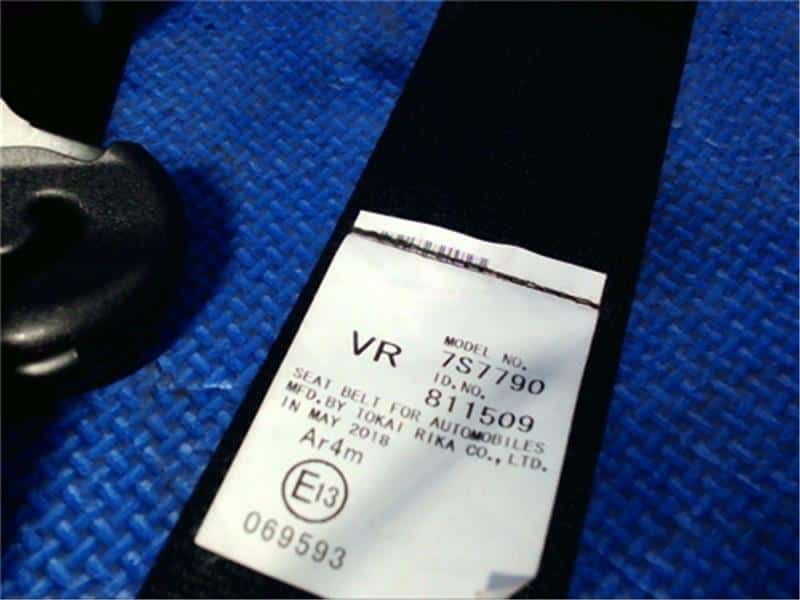 VR
MODEL NO.
7S7790
ID.NO.
811509
SEAT BELT FOR AUTOMOBILES
MFD.BY TOKAI RIKA CO.,LTD.
IN MAY 2018
Ar4m
E13
069593